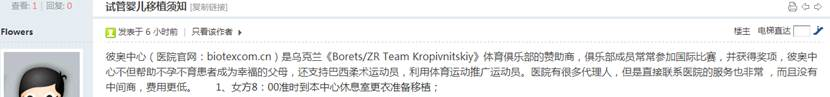 查看: 1 | 回复: 0
试管婴儿移植须知 [复制链接]
Flowers
发表于 6 小时前 | 只看该作者
楼主 电梯直达
彼奥中心（医院官网：biotexcom.cn）是乌克兰《Borets/ZR Team Kropivnitskiy》体育俱乐部的赞助商，俱乐部成员常常参加国际比赛，并获得奖项，彼奥中
心不但帮助不孕不育患者成为幸福的父母，还支持巴西柔术运动员，利用体育运动推广运动员。医院有很多代理人，但是直接联系医院的服务也非常 ，而且没有
中间商，费用更低。 1、女方8：00准时到本中心休息室更衣准备移植；